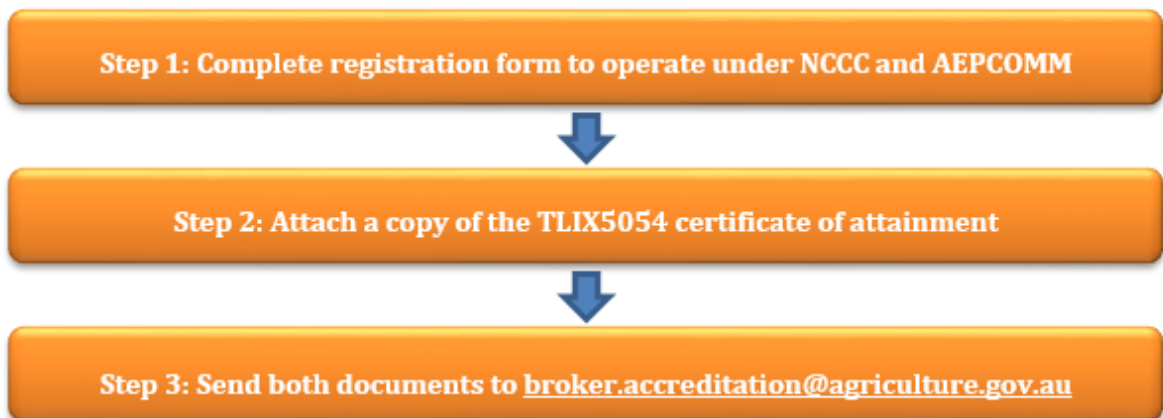 Step 1: Complete registration form to operate under NCCC and AEPCOMM
Step 2: Attach a copy of the TLIX5054 certificate of attainment
Step 3: Send both documents to broker.accreditation@agriculture.gov.au